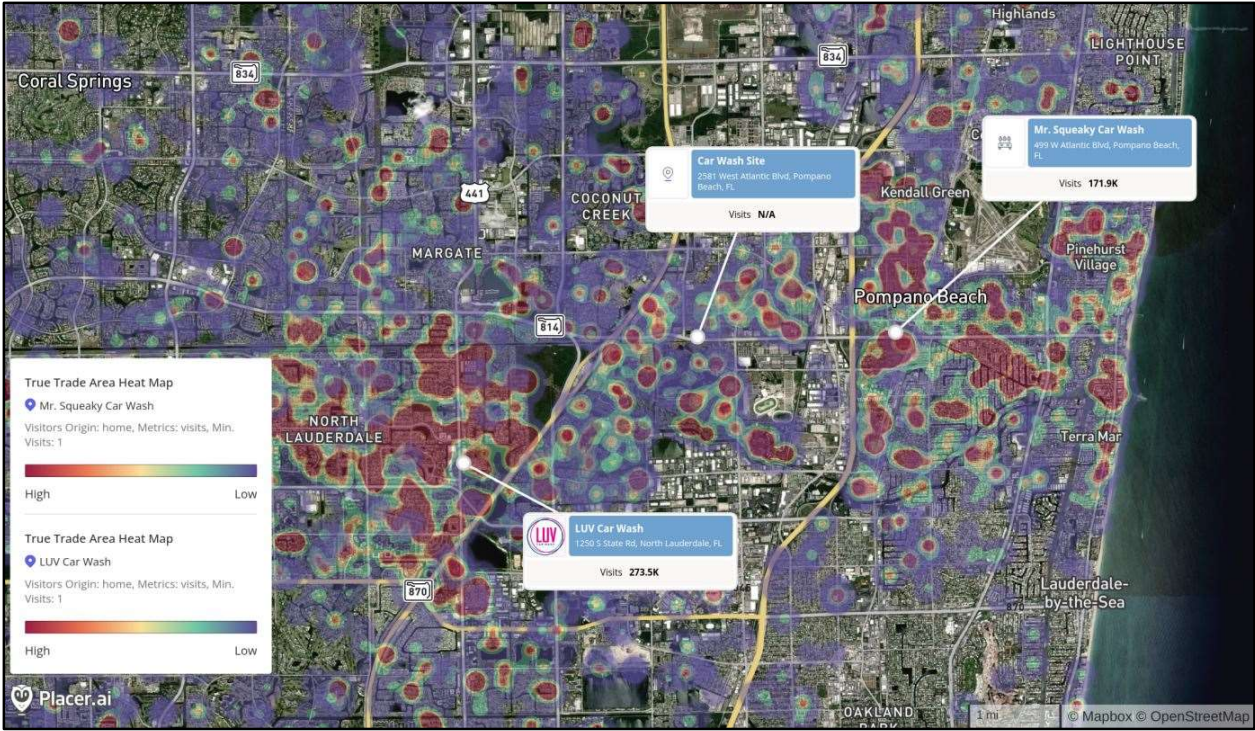 Highlands
LIGHTHOUSE
POINT
834
834
Coral Springs
Mr. Squeaky Car Wash
499 W Atlantic Blvd, Pompano Beach,
FL
Visits 171.9K
Car Wash Site
2581 West Atlantic Blvd, Pompano
Beach, FL
Visits N/A
441
COCONUT
CREEK
Kendall Green
MARGATE
Pinehurst
Village
Pompano Beach
814
True Trade Area Heat Map
Mr. Squeaky Car Wash
Visitors Origin: home, Metrics: visits, Min.
Visits: 1
High Low
True Trade Area Heat Map
LUV Car Wash
Visitors Origin: home, Metrics: visits, Min.
Visits: 1
High Low
NORTH
LAUDERDALE
Terra Mar
LUV
LUV Car Wash
1250 S State Rd, North Lauderdale, FL
Visits 273.5K
870
Lauderdale-
by-the-Sea
Placer.ai
OAKLAND
PARK
1 mi
© Mapbox © OpenStreetMap